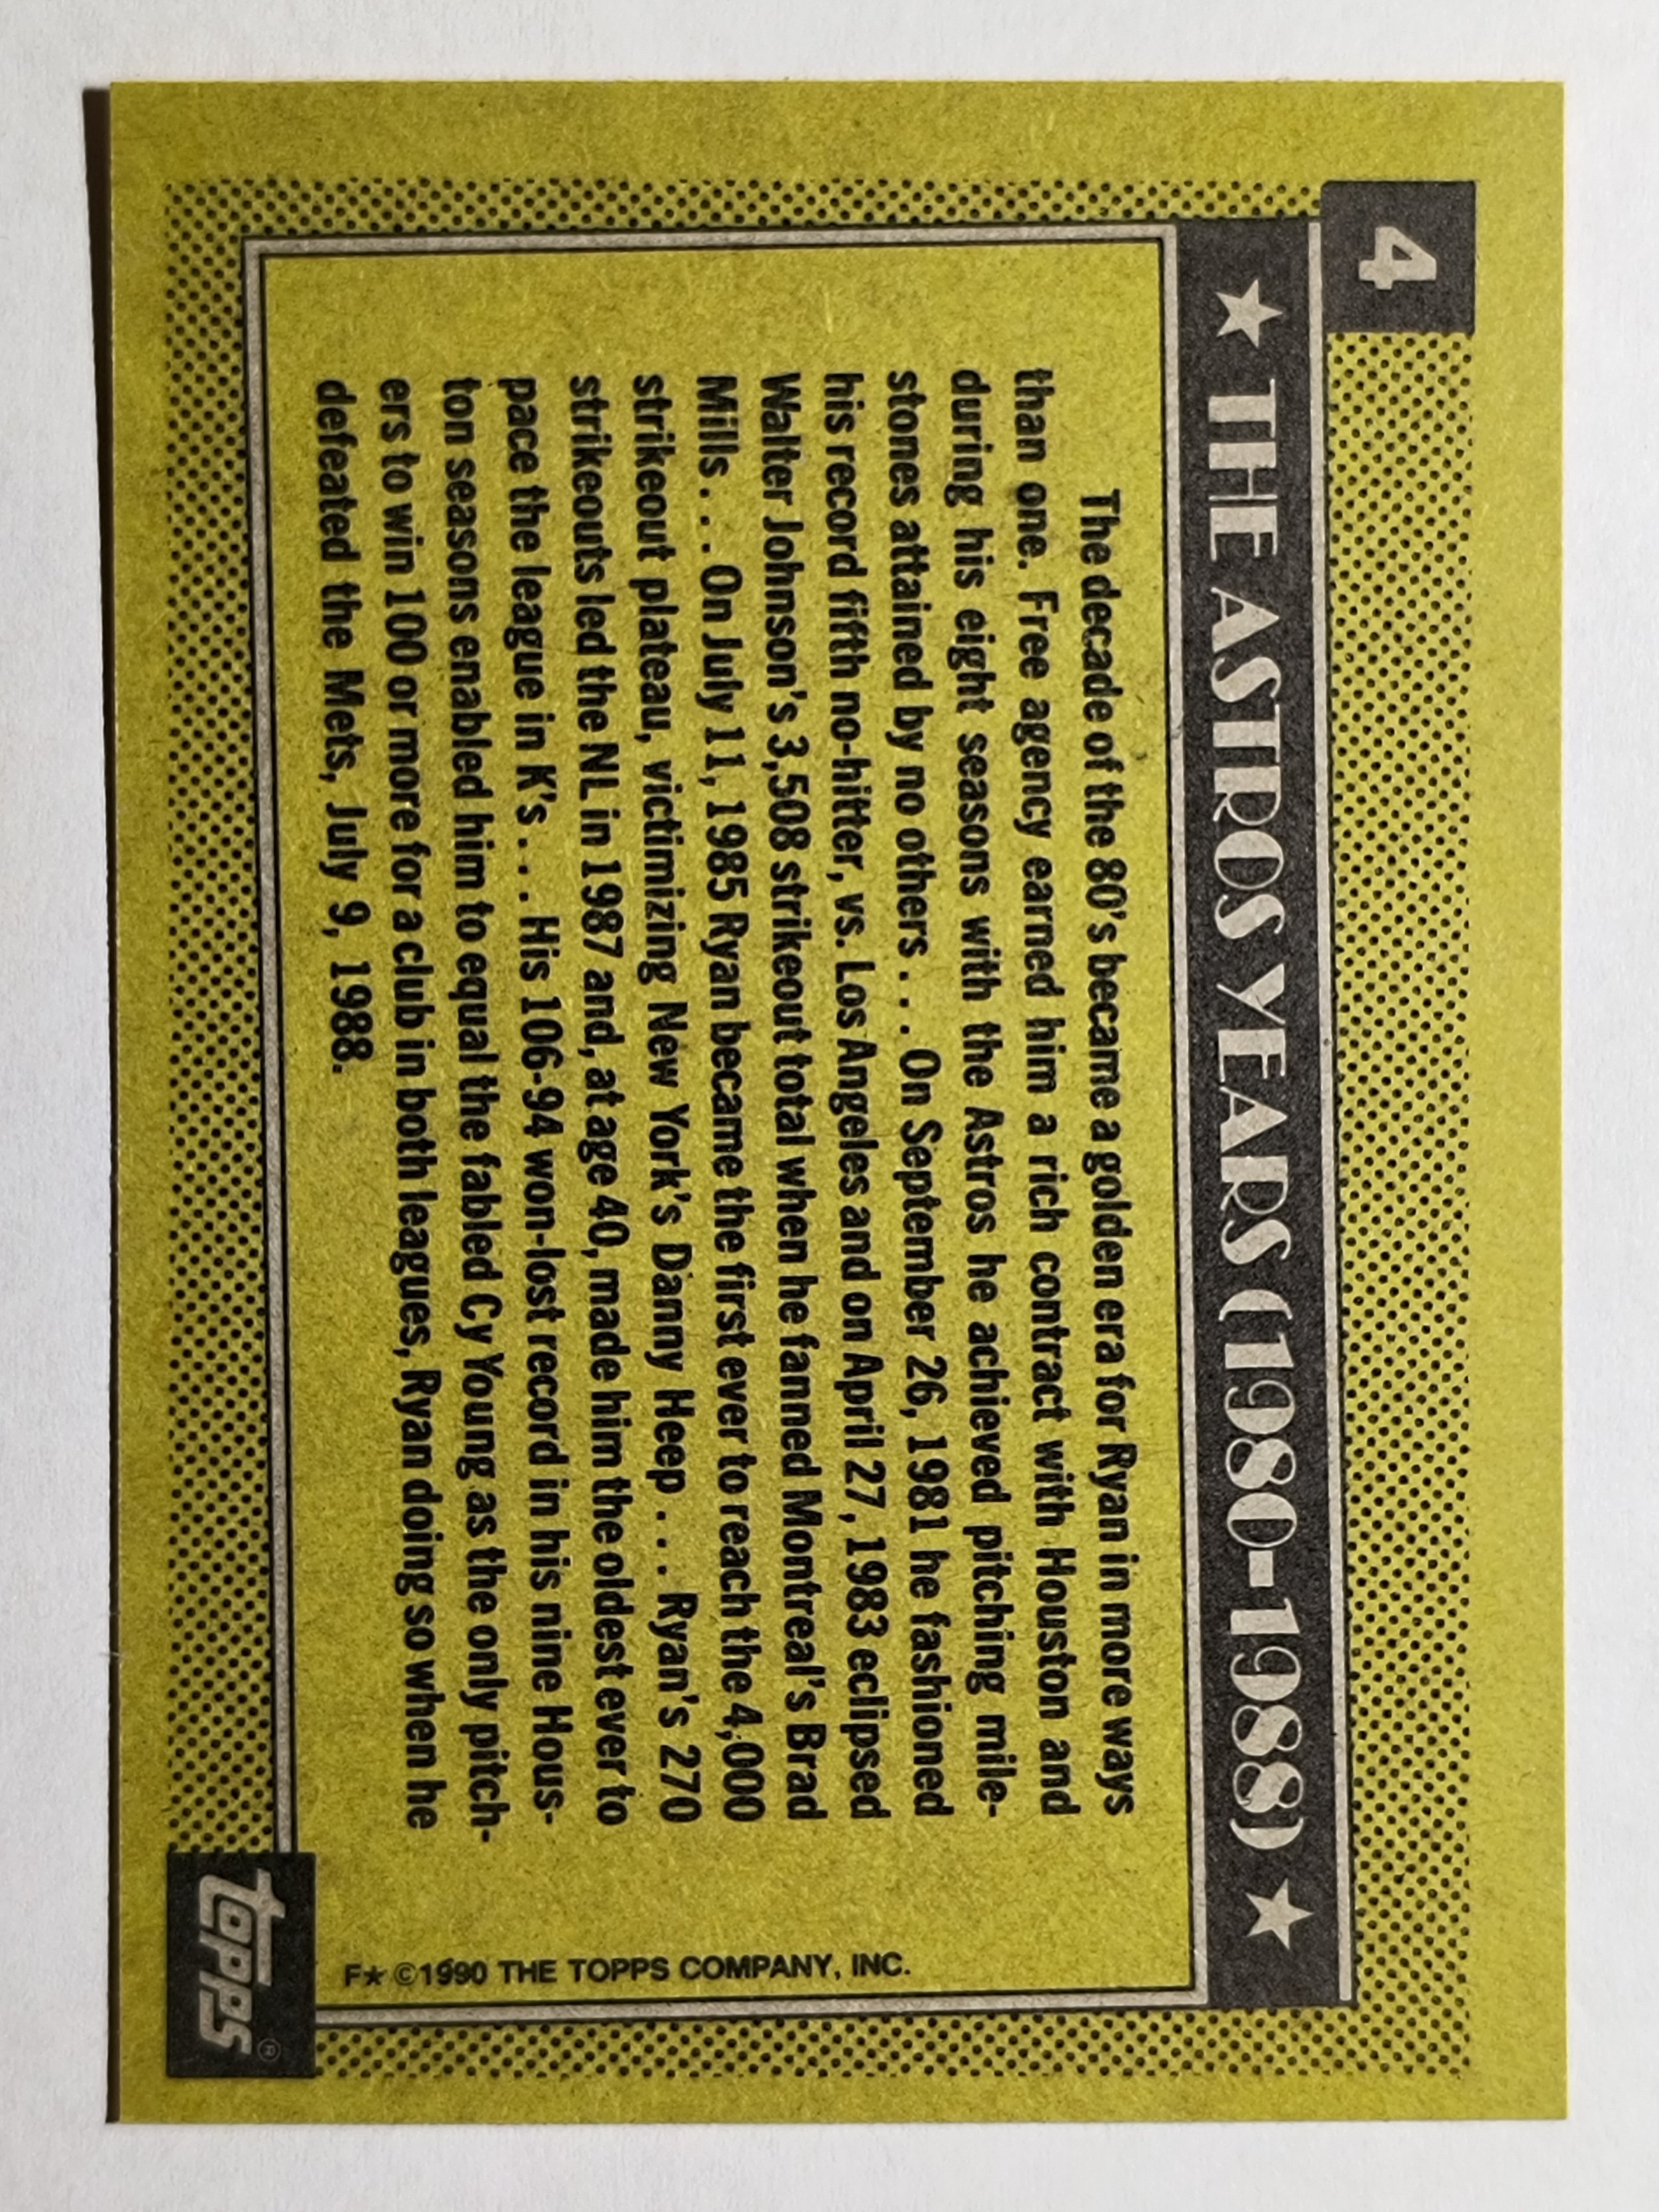 4
★ THE ASTROS YEARS (1980-1988) ★
The decade of the 80's became a golden era for Ryan in more ways
than one. Free agency earned him a rich contract with Houston and
during his eight seasons with the Astros he achieved pitching mile-
stones attained by no others . . . On September 26, 1981 he fashioned
his record fifth no-hitter, vs. Los Angeles and on April 27, 1983 eclipsed
Walter Johnson's 3,508 strikeout total when he fanned Montreal's Brad
Mills . . . On July 11, 1985 Ryan became the first ever to reach the 4,000
strikeout plateau, victimizing New York's Danny Heep . . . Ryan's 270
strikeouts led the NL in 1987 and, at age 40, made him the oldest ever to
pace the league in K's . . . His 106-94 won-lost record in his nine Hous-
ton seasons enabled him to equal the fabled Cy Young as the only pitch-
ers to win 100 or more for a club in both leagues, Ryan doing so when he
defeated the Mets, July 9, 1988.
F★ ©1990 THE TOPPS COMPANY, INC.
topps®